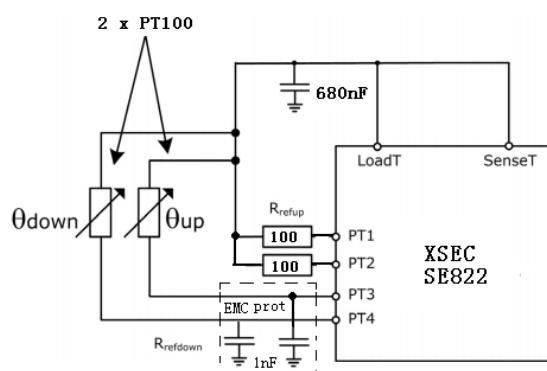 2 x PT100
680nF
LoadT
SenseT
θdown
θup
Rrefup
100
PT1
100
PT2
XSEC
SE822
PT3
EMC prot
PT4
Rrefdown
1nF